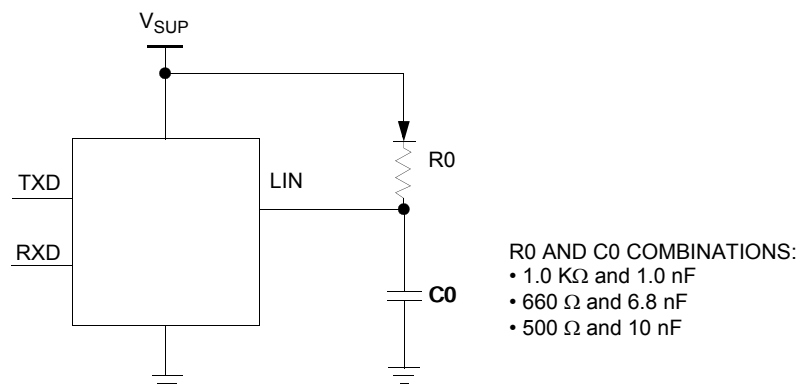 V_SUP
R0
TXD
LIN
RXD
C0
R0 AND C0 COMBINATIONS:
• 1.0 KΩ and 1.0 nF
• 660 Ω and 6.8 nF
• 500 Ω and 10 nF